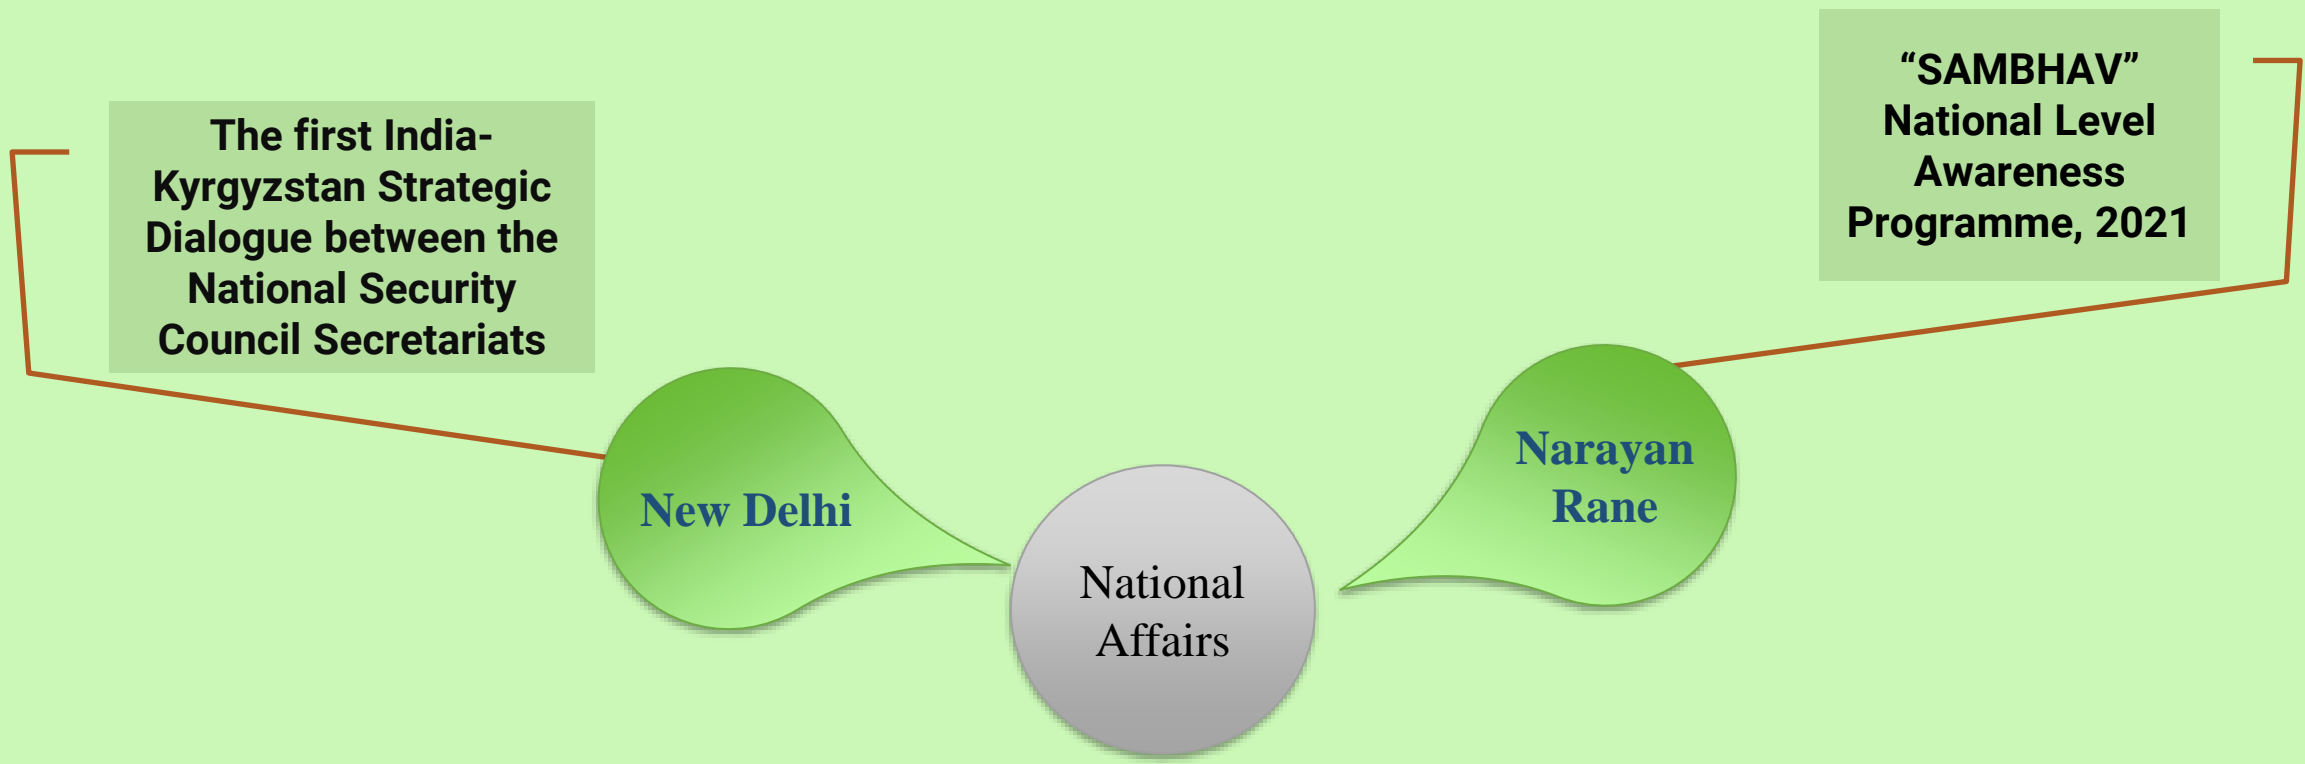 The first India-
Kyrgyzstan Strategic
Dialogue between the
National Security
Council Secretariats
“SAMBHAV”
National Level
Awareness
Programme, 2021
New Delhi
Narayan
Rane
National
Affairs